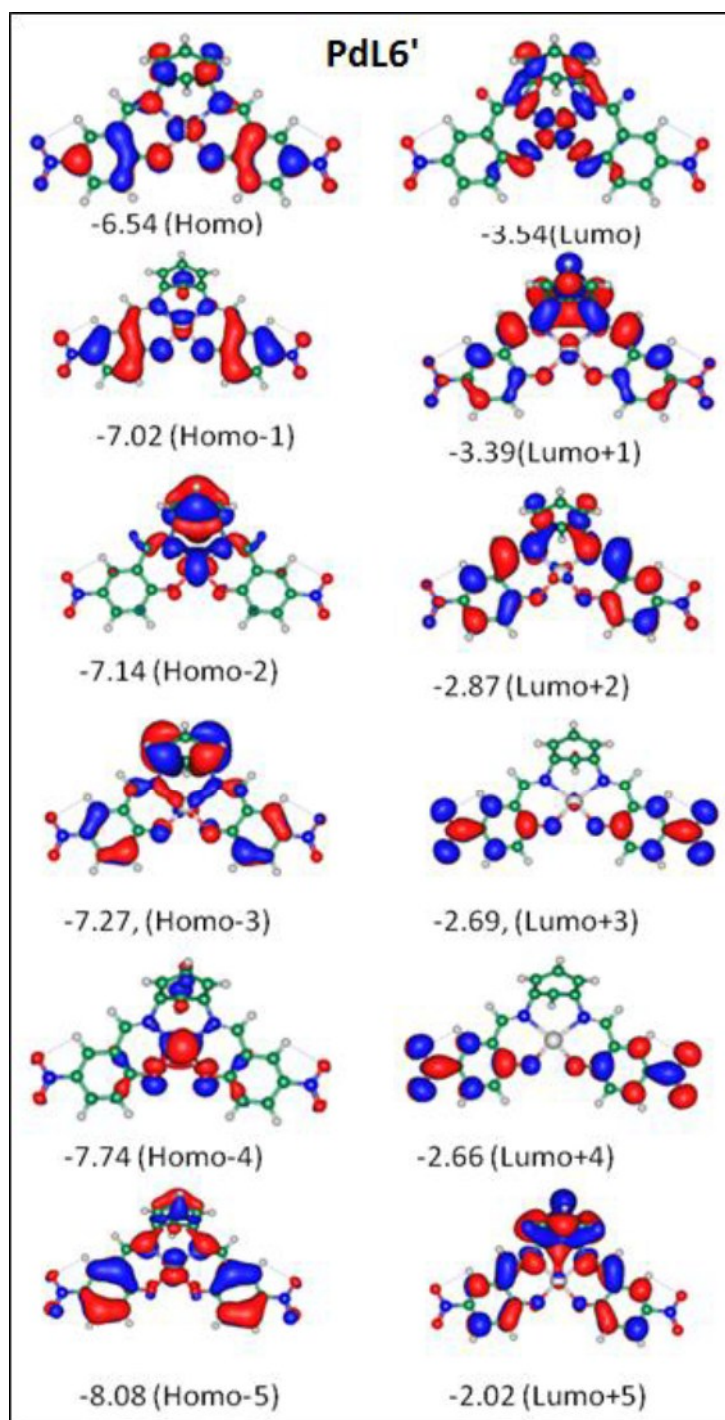 PdL6'
-6.54 (Homo)
-3.54(Lumo)
-7.02 (Homo-1)
-3.39(Lumo+1)
-7.14 (Homo-2)
-2.87 (Lumo+2)
-7.27, (Homo-3)
-2.69, (Lumo+3)
-7.74 (Homo-4)
-2.66 (Lumo+4)
-8.08 (Homo-5)
-2.02 (Lumo+5)